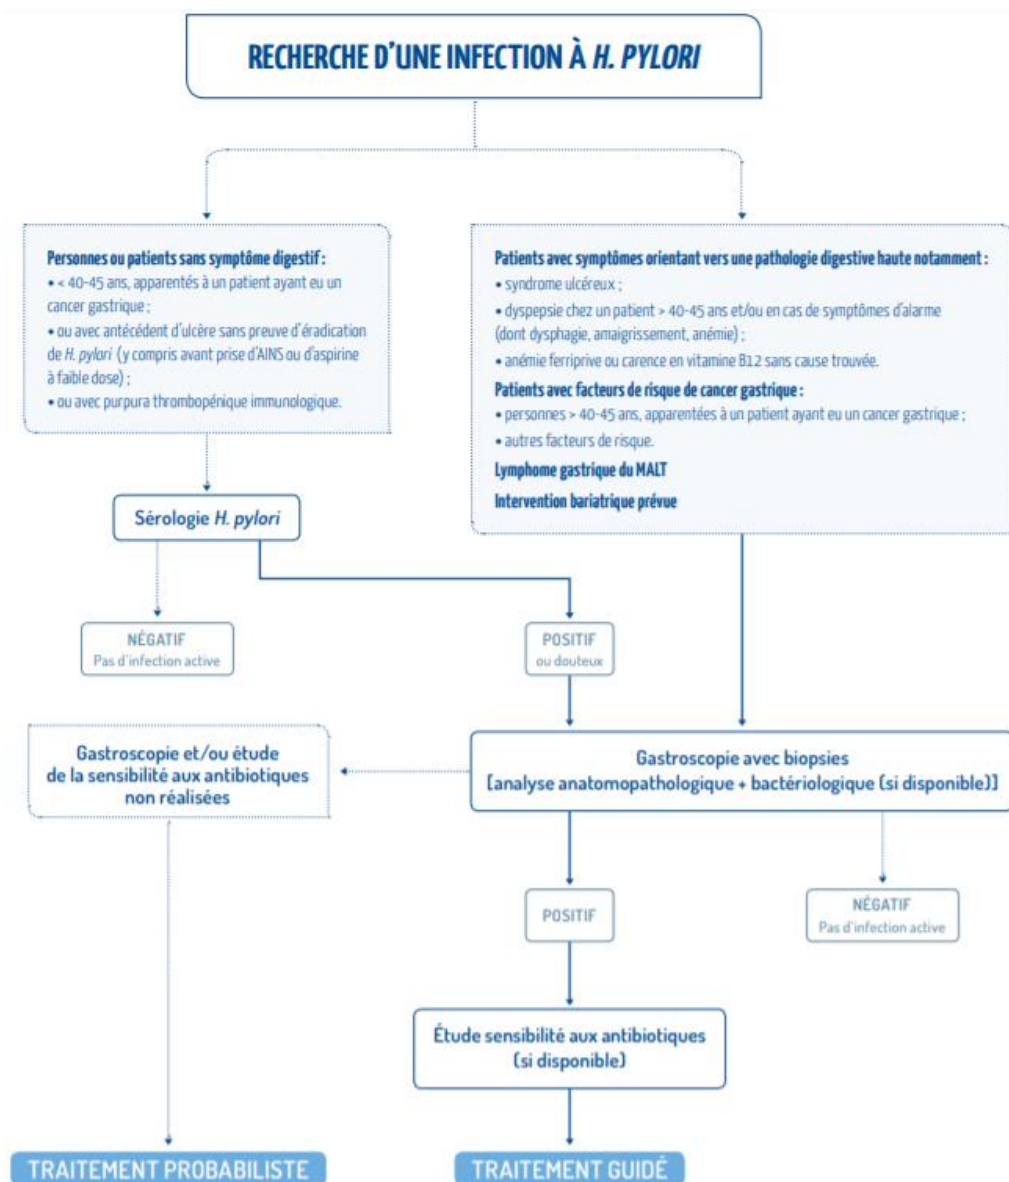 RECHERCHE D'UNE INFECTION À H. PYLORI
Personnes ou patients sans symptôme digestif :
• < 40-45 ans, apparentés à un patient ayant eu un
cancer gastrique ;
• ou avec antécédent d'ulcère sans preuve d'éradication
de H. pylori (y compris avant prise d'AINS ou d'aspirine
à faible dose) ;
• ou avec purpura thrombopénique immunologique.
Patients avec symptômes orientant vers une pathologie digestive haute notamment :
• syndrome ulcéreux ;
• dyspepsie chez un patient > 40-45 ans et/ou en cas de symptômes d'alarme
(dont dysphagie, amaigrissement, anémie) ;
• anémie ferriprive ou carence en vitamine B12 sans cause trouvée.
Patients avec facteurs de risque de cancer gastrique :
• personnes > 40-45 ans, apparentées à un patient ayant eu un cancer gastrique ;
• autres facteurs de risque.
Lymphome gastrique du MALT
Intervention bariatrique prévue
Sérologie H. pylori
NÉGATIF
Pas d'infection active
POSITIF
ou douteux
Gastroscopie et/ou étude
de la sensibilité aux antibiotiques
non réalisées
Gastroscopie avec biopsies
[analyse anatomopathologique + bactériologique (si disponible)]
POSITIF
NÉGATIF
Pas d'infection active
Étude sensibilité aux antibiotiques
(si disponible)
TRAITEMENT PROBABILISTE
TRAITEMENT GUIDÉ